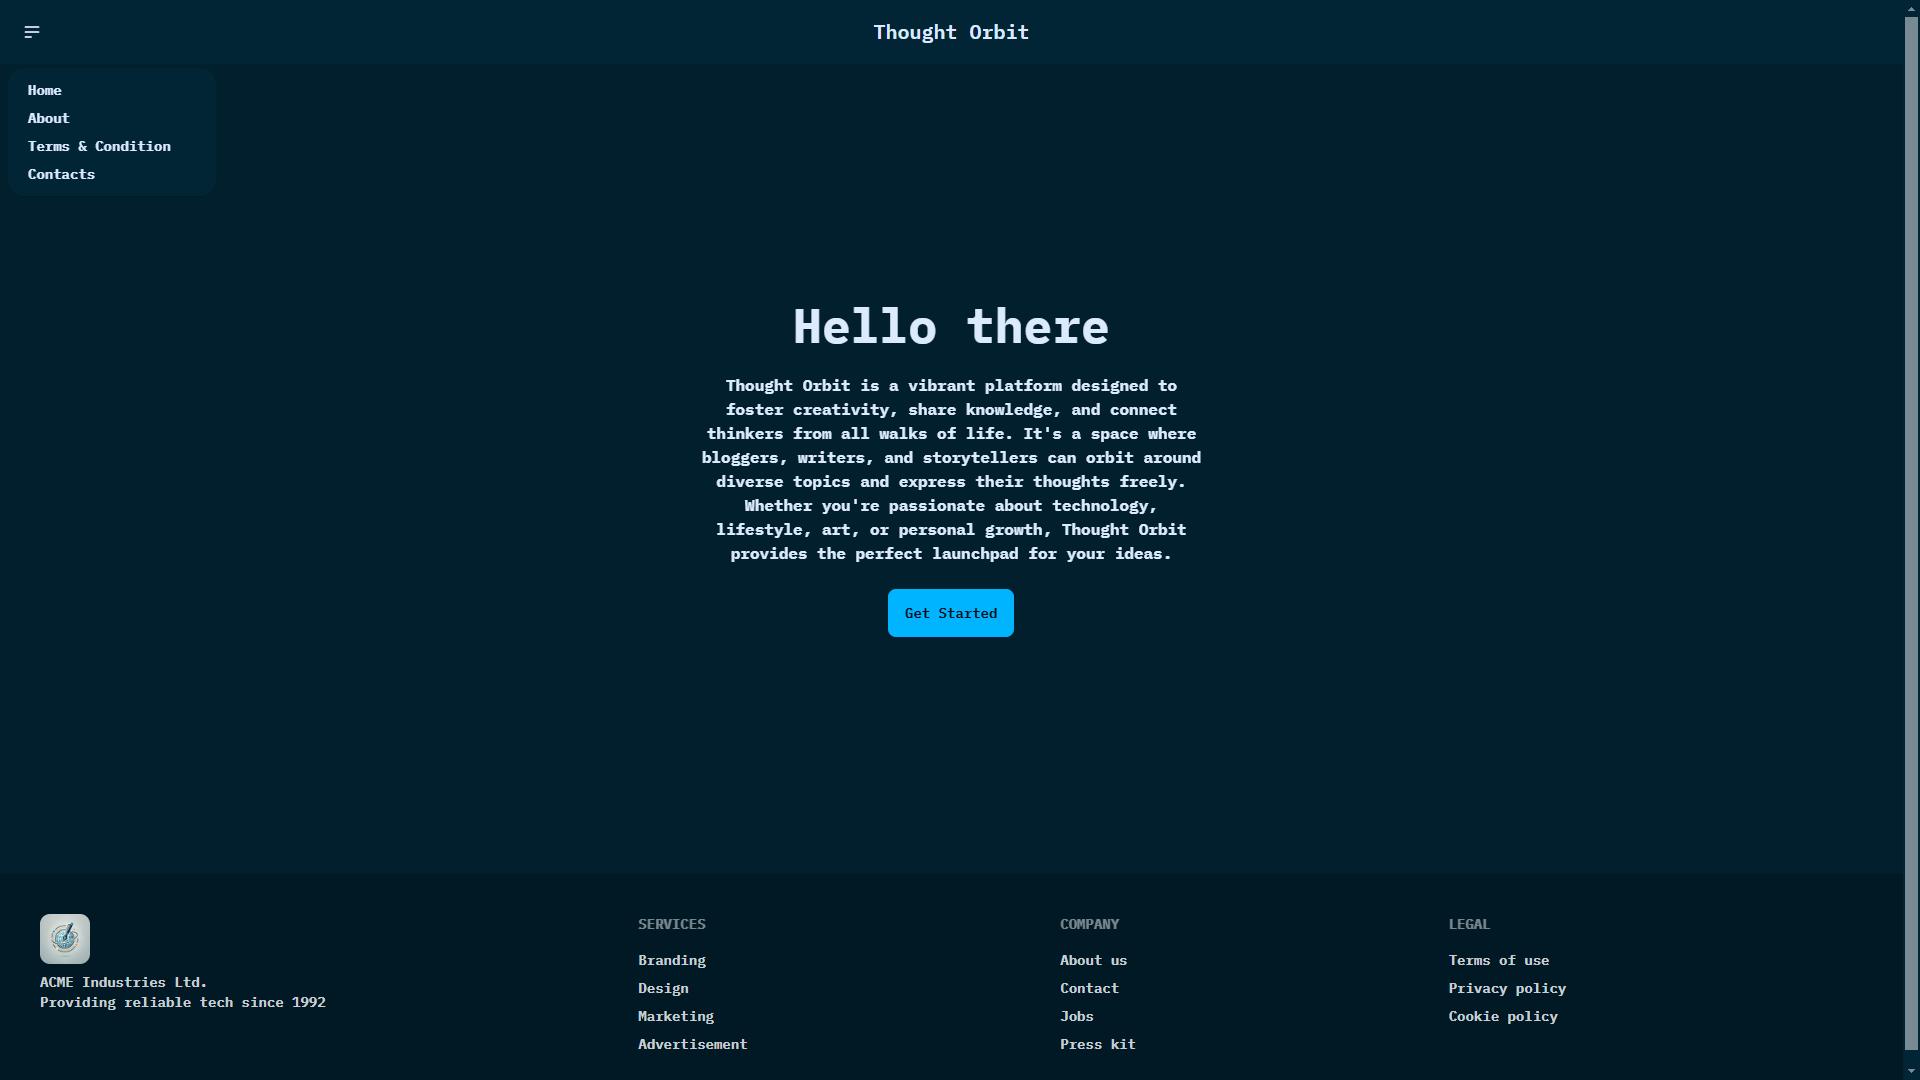 Thought Orbit
Home
About
Terms & Condition
Contacts
Hello there
Thought Orbit is a vibrant platform designed to
foster creativity, share knowledge, and connect
thinkers from all walks of life. It's a space where
bloggers, writers, and storytellers can orbit around
diverse topics and express their thoughts freely.
Whether you're passionate about technology,
lifestyle, art, or personal growth, Thought Orbit
provides the perfect launchpad for your ideas.
Get Started
ACME Industries Ltd.
Providing reliable tech since 1992
SERVICES
Branding
Design
Marketing
Advertisement
COMPANY
About us
Contact
Jobs
Press kit
LEGAL
Terms of use
Privacy policy
Cookie policy